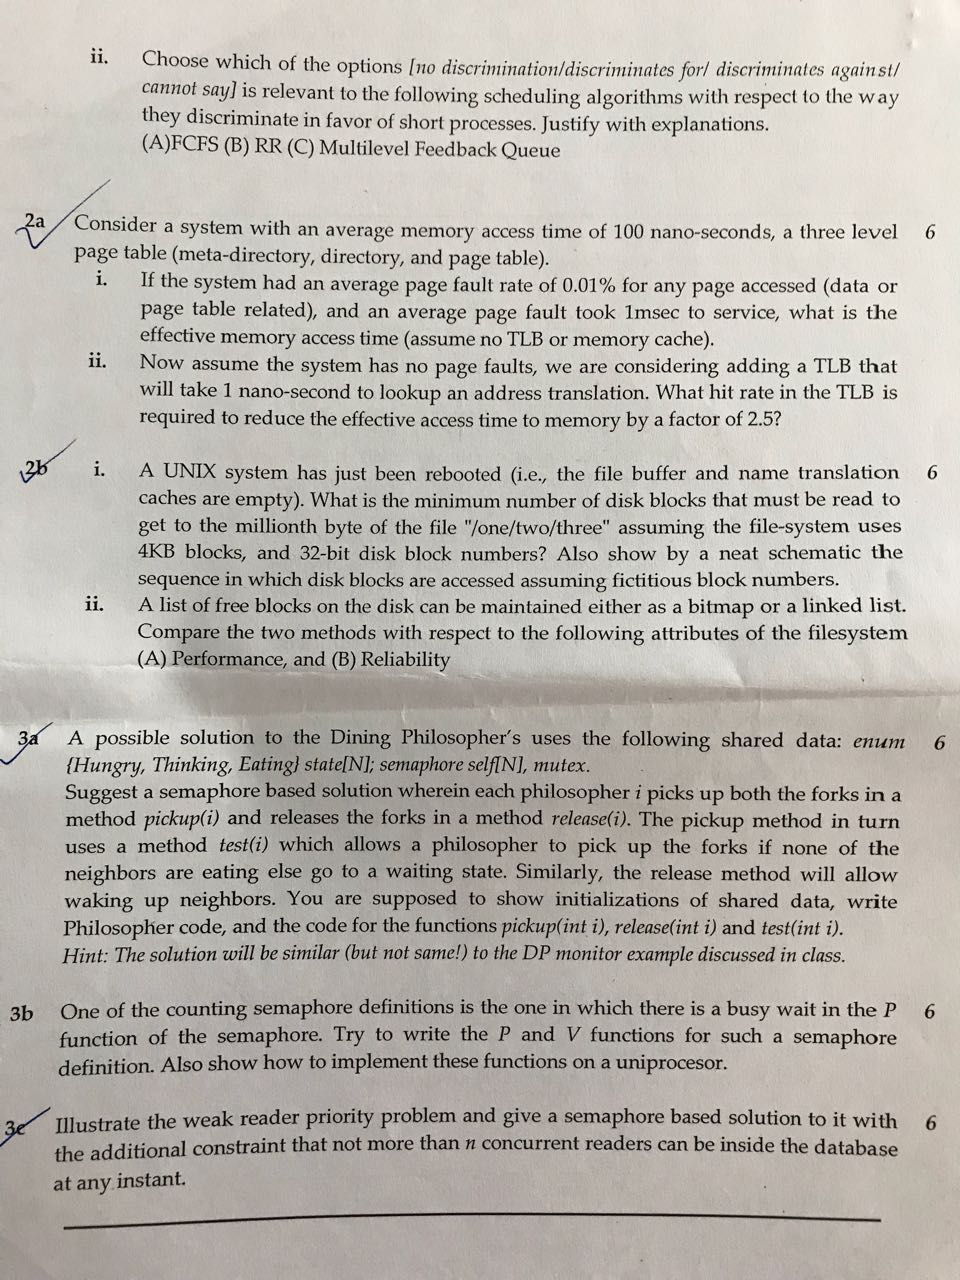 ii. Choose which of the options [no discrimination/discriminates for/ discriminates against/
cannot say] is relevant to the following scheduling algorithms with respect to the way
they discriminate in favor of short processes. Justify with explanations.
(A)FCFS (B) RR (C) Multilevel Feedback Queue
2a Consider a system with an average memory access time of 100 nano-seconds, a three level 6
page table (meta-directory, directory, and page table).
i. If the system had an average page fault rate of 0.01% for any page accessed (data or
page table related), and an average page fault took 1msec to service, what is the
effective memory access time (assume no TLB or memory cache).
ii. Now assume the system has no page faults, we are considering adding a TLB that
will take 1 nano-second to lookup an address translation. What hit rate in the TLB is
required to reduce the effective access time to memory by a factor of 2.5?
2b i. A UNIX system has just been rebooted (i.e., the file buffer and name translation 6
caches are empty). What is the minimum number of disk blocks that must be read to
get to the millionth byte of the file "/one/two/three" assuming the file-system uses
4KB blocks, and 32-bit disk block numbers? Also show by a neat schematic the
sequence in which disk blocks are accessed assuming fictitious block numbers.
ii. A list of free blocks on the disk can be maintained either as a bitmap or a linked list.
Compare the two methods with respect to the following attributes of the filesystem
(A) Performance, and (B) Reliability
3a A possible solution to the Dining Philosopher's uses the following shared data: enum 6
{Hungry, Thinking, Eating} state[N]; semaphore self[N], mutex.
Suggest a semaphore based solution wherein each philosopher i picks up both the forks in a
method pickup(i) and releases the forks in a method release(i). The pickup method in turn
uses a method test(i) which allows a philosopher to pick up the forks if none of the
neighbors are eating else go to a waiting state. Similarly, the release method will allow
waking up neighbors. You are supposed to show initializations of shared data, write
Philosopher code, and the code for the functions pickup(int i), release(int i) and test(int i).
Hint: The solution will be similar (but not same!) to the DP monitor example discussed in class.
3b One of the counting semaphore definitions is the one in which there is a busy wait in the P 6
function of the semaphore. Try to write the P and V functions for such a semaphore
definition. Also show how to implement these functions on a uniprocesor.
3c Illustrate the weak reader priority problem and give a semaphore based solution to it with 6
the additional constraint that not more than n concurrent readers can be inside the database
at any instant.